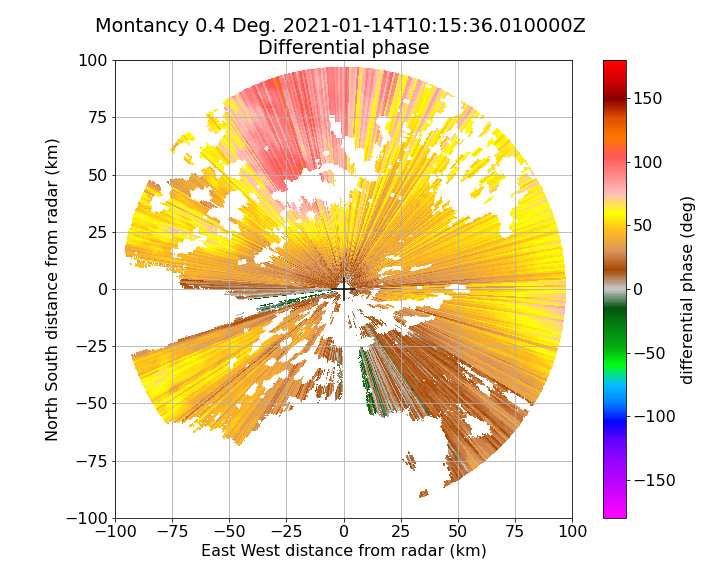 Montancy 0.4 Deg. 2021-01-14T10:15:36.010000Z
Differential phase
100
75
50
25
0
−25
−50
−75
−100
North South distance from radar (km)
−100 −75 −50 −25 0 25 50 75 100
East West distance from radar (km)
150
100
50
0
−50
−100
−150
differential phase (deg)